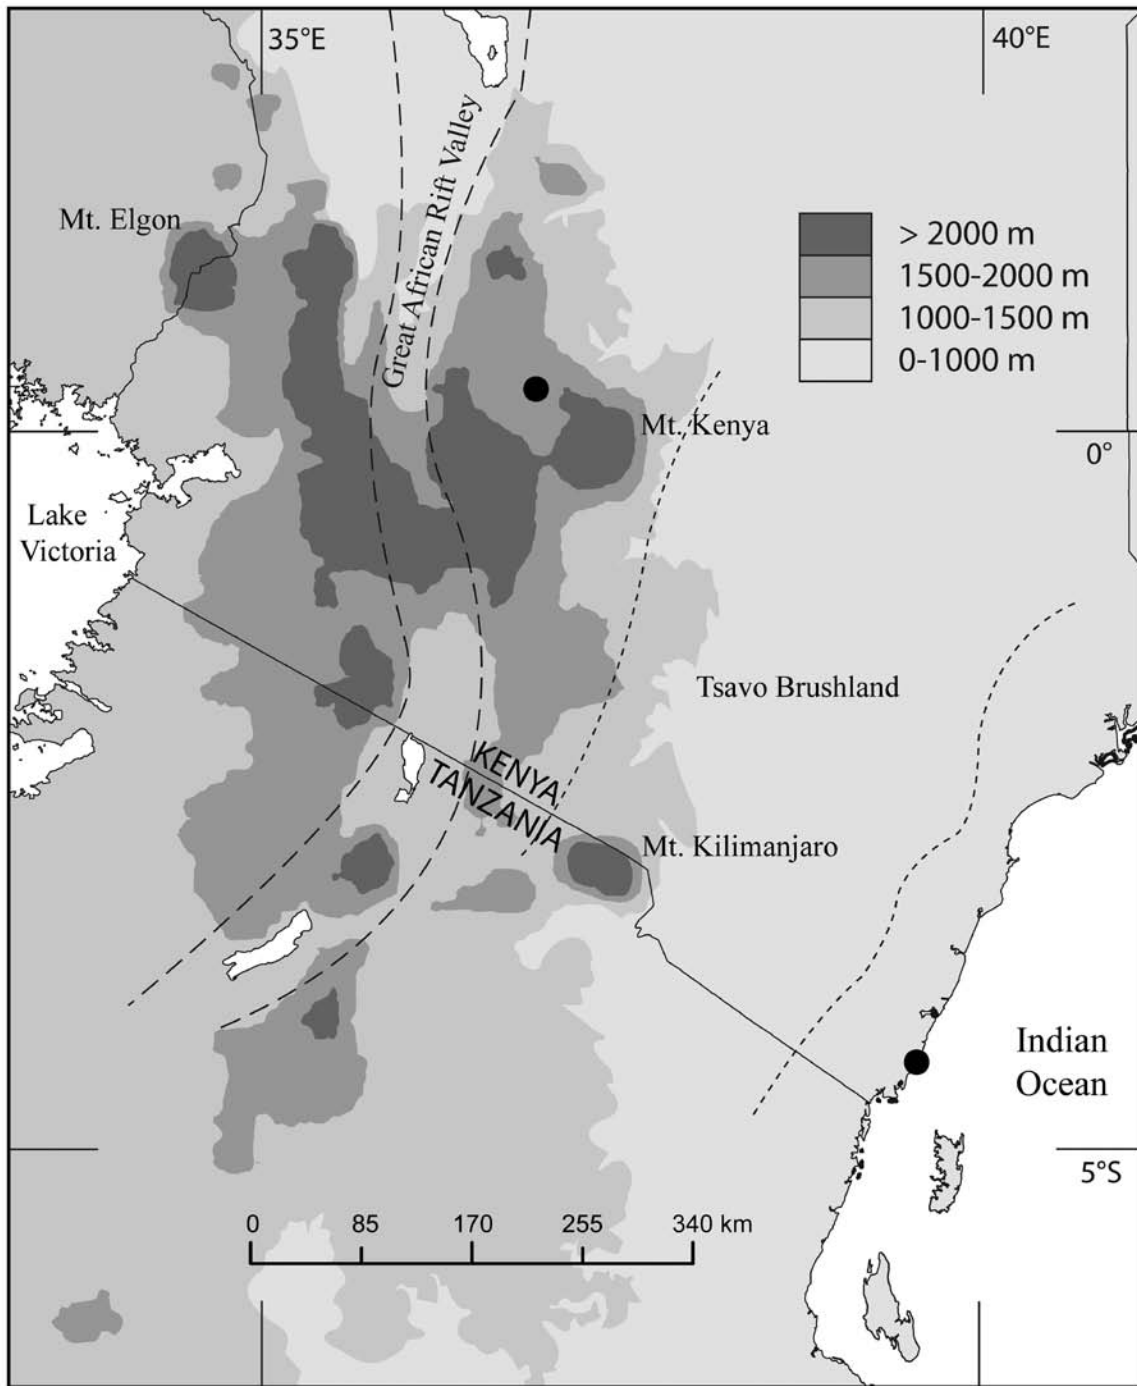 35°E
40°E
Great African Rift Valley
Mt. Elgon
> 2000 m
1500-2000 m
1000-1500 m
0-1000 m
Mt. Kenya
0°
Lake
Victoria
Tsavo Brushland
KENYA
TANZANIA
Mt. Kilimanjaro
Indian
Ocean
5°S
0 85 170 255 340 km